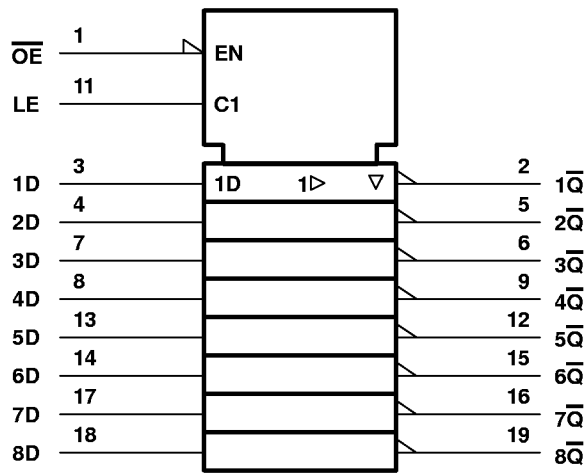 O̅E̅ 1 EN
LE 11 C1
1D 3 1D 1▷ ▽ 2 1Q̅
2D 4 5 2Q̅
3D 7 6 3Q̅
4D 8 9 4Q̅
5D 13 12 5Q̅
6D 14 15 6Q̅
7D 17 16 7Q̅
8D 18 19 8Q̅